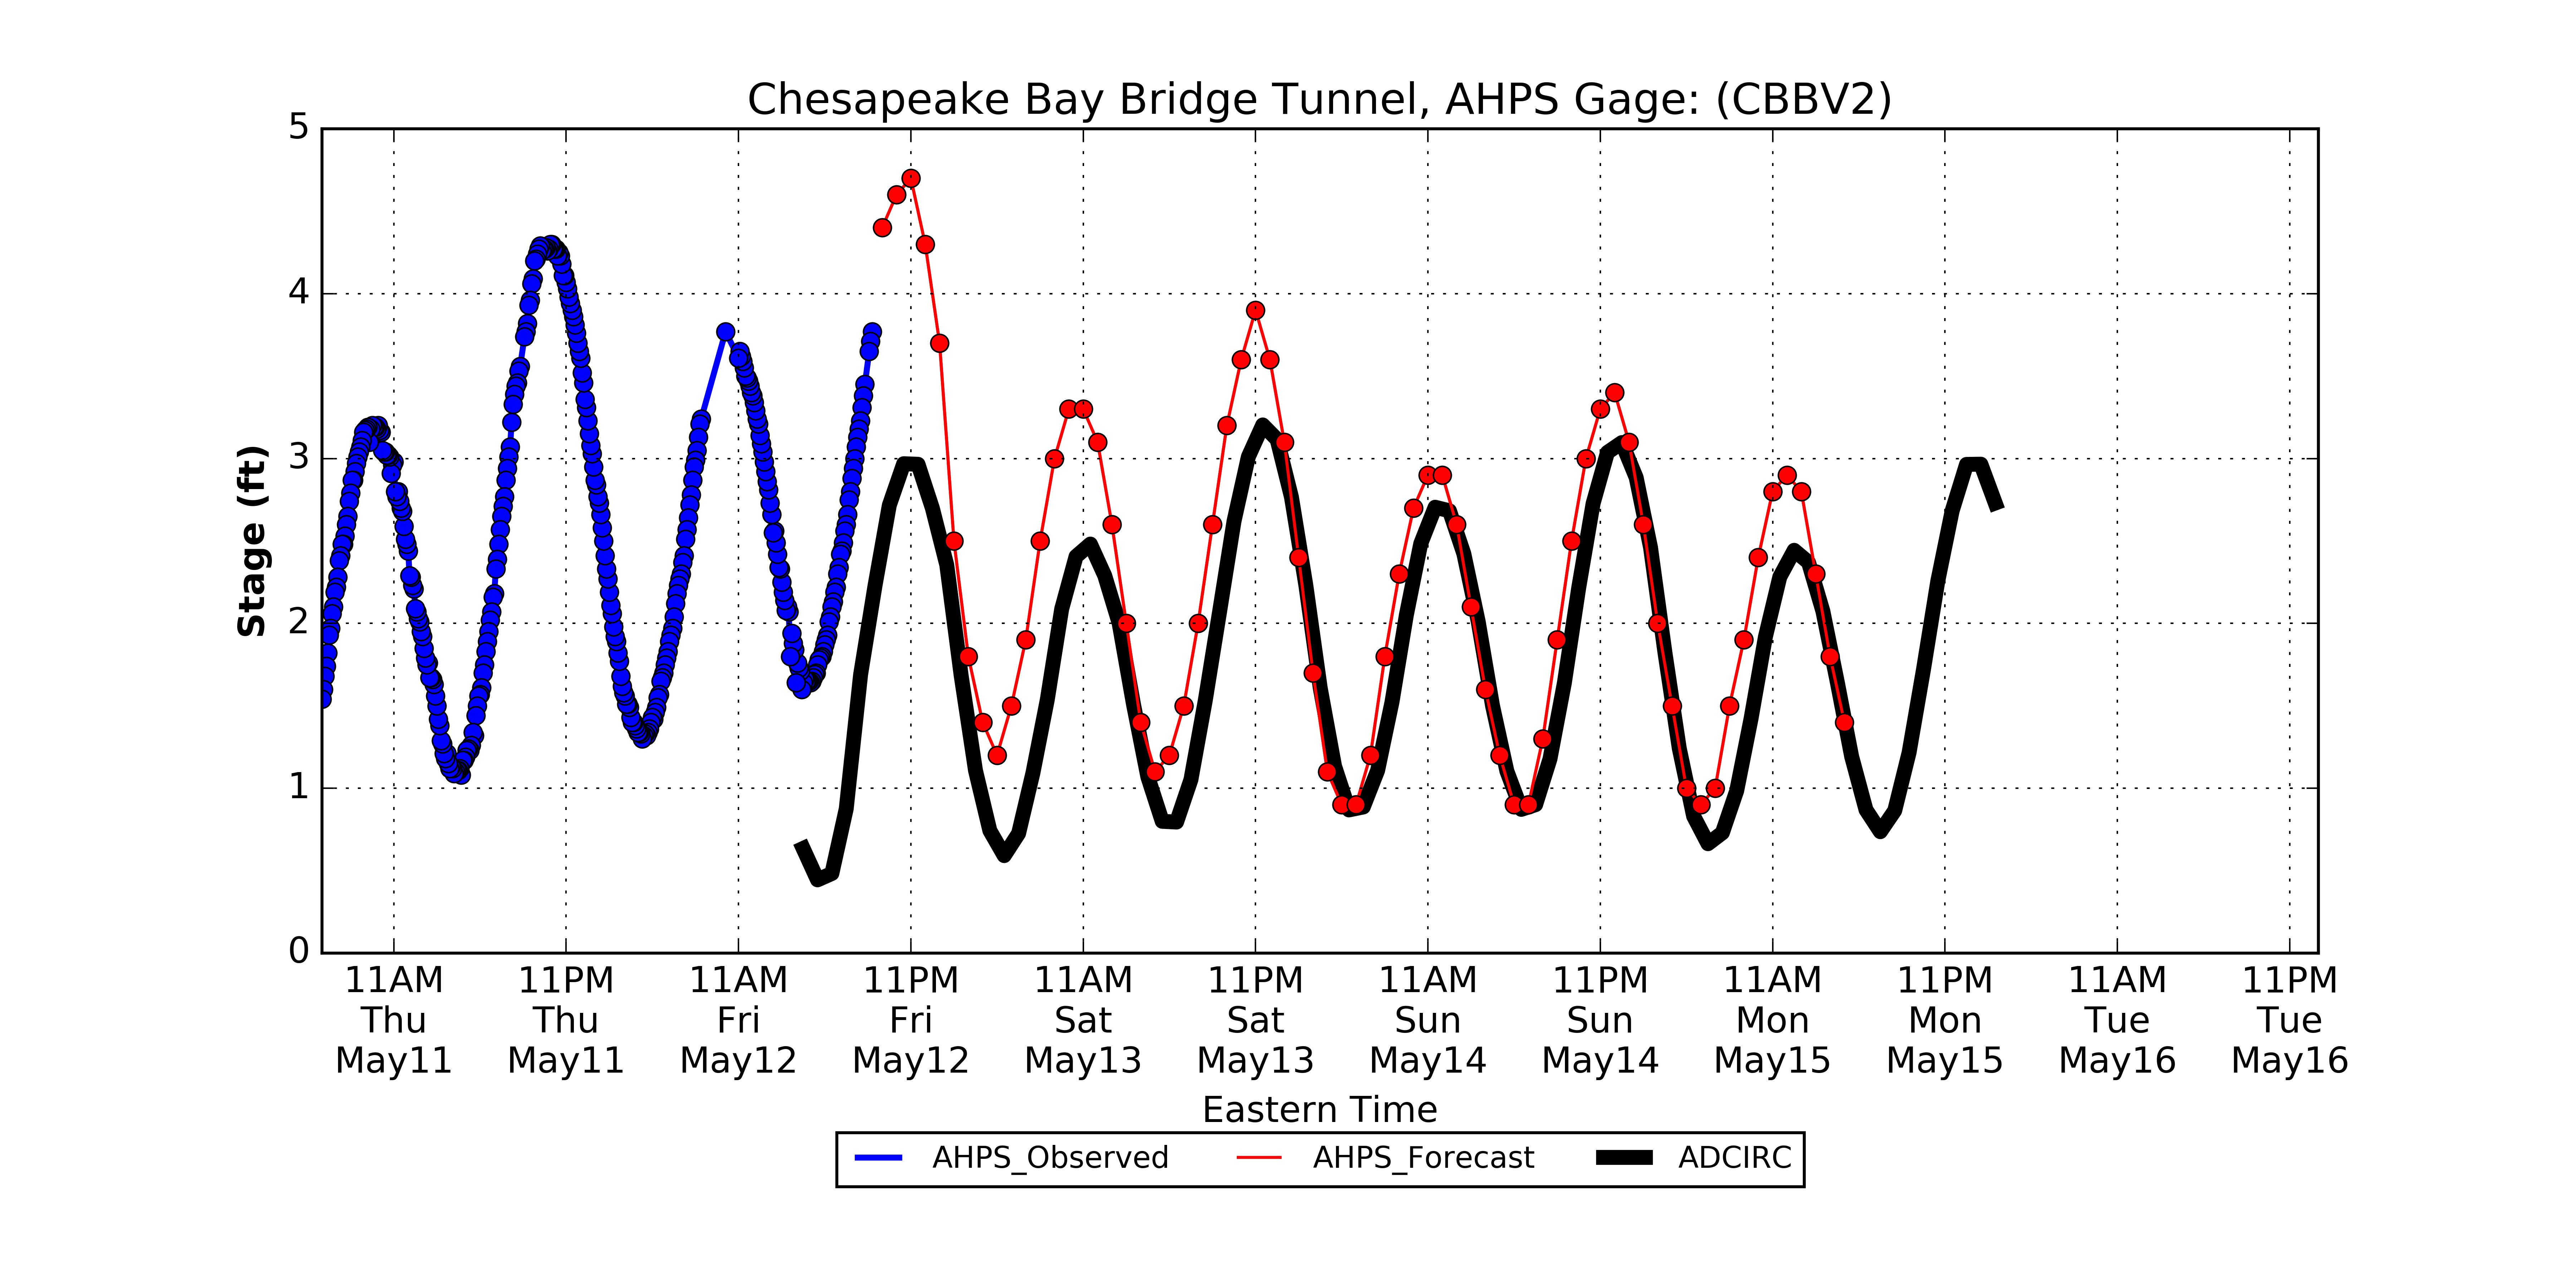 Chesapeake Bay Bridge Tunnel, AHPS Gage: (CBBV2)
5
4
3
2
1
0
Stage (ft)
11AM 11PM 11AM 11PM 11AM 11PM 11AM 11PM 11AM 11PM 11AM 11PM
Thu Thu Fri Fri Sat Sat Sun Sun Mon Mon Tue Tue
May11 May11 May12 May12 May13 May13 May14 May14 May15 May15 May16 May16
Eastern Time
AHPS_Observed AHPS_Forecast ADCIRC